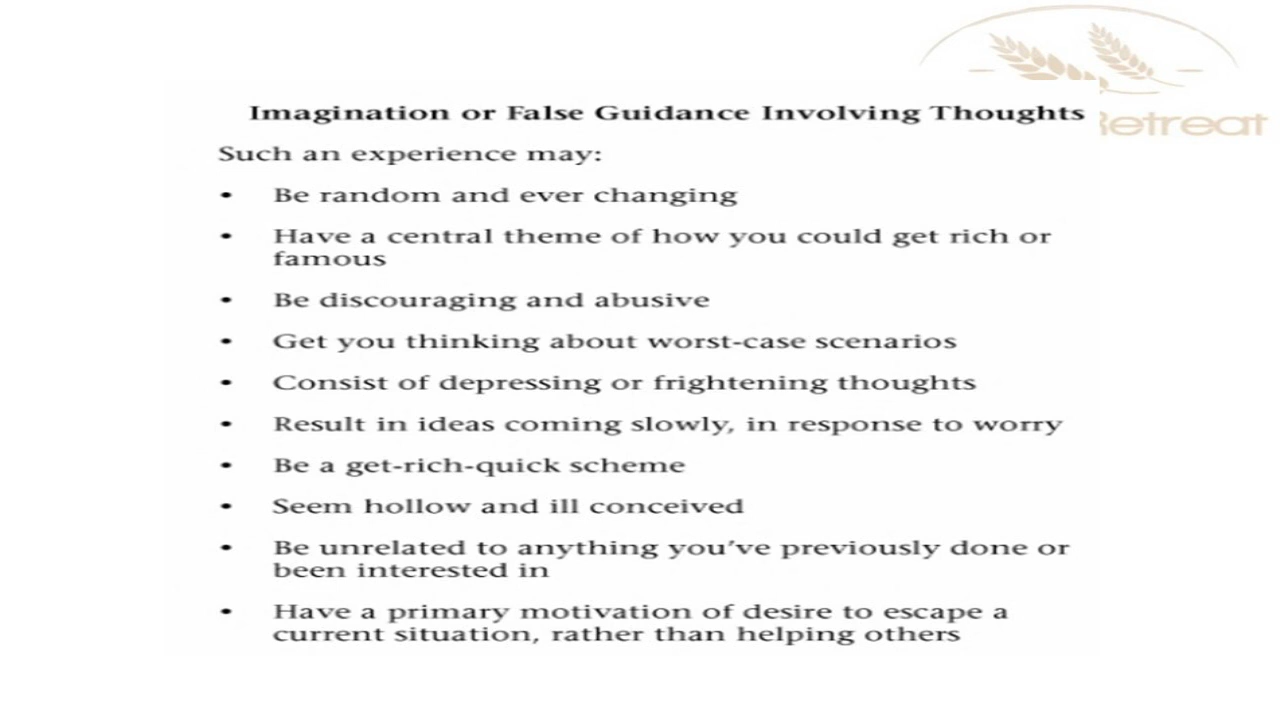 Imagination or False Guidance Involving Thoughts
Such an experience may:
• Be random and ever changing
• Have a central theme of how you could get rich or
famous
• Be discouraging and abusive
• Get you thinking about worst-case scenarios
• Consist of depressing or frightening thoughts
• Result in ideas coming slowly, in response to worry
• Be a get-rich-quick scheme
• Seem hollow and ill conceived
• Be unrelated to anything you've previously done or
been interested in
• Have a primary motivation of desire to escape a
current situation, rather than helping others